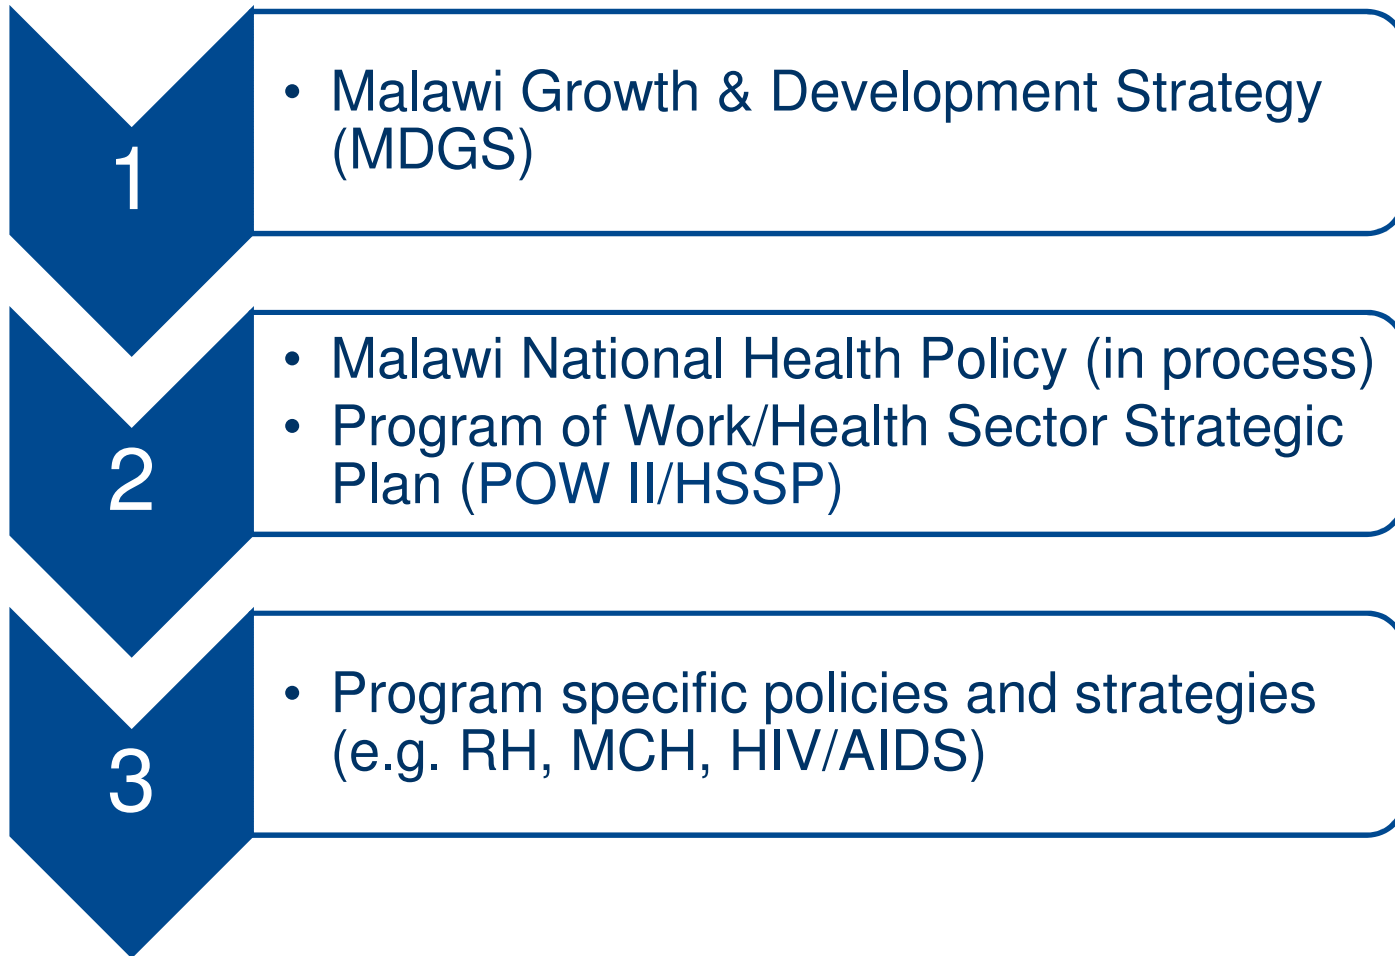 1
• Malawi Growth & Development Strategy
(MDGS)
2
• Malawi National Health Policy (in process)
• Program of Work/Health Sector Strategic
Plan (POW II/HSSP)
3
• Program specific policies and strategies
(e.g. RH, MCH, HIV/AIDS)